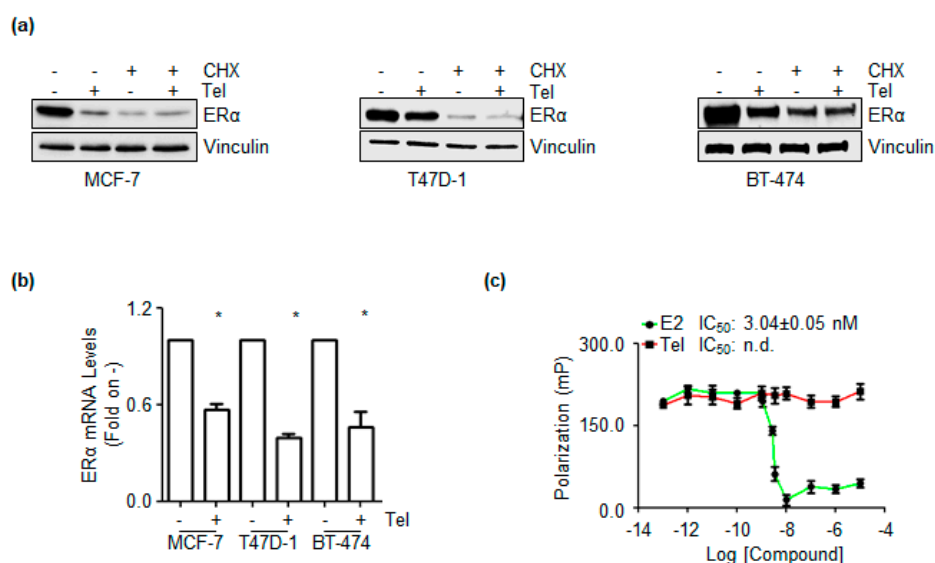 (a)
- - + + CHX
- + - + Tel
ERα
Vinculin
MCF-7
- - + + CHX
- + - + Tel
ERα
Vinculin
T47D-1
- - + + CHX
- + - + Tel
ERα
Vinculin
BT-474
(b)
ERα mRNA Levels
(Fold on -)
1.2
0.6
0.0
* * *
- + - + - + Tel
MCF-7 T47D-1 BT-474
(c)
E2 IC50: 3.04±0.05 nM
Tel IC50: n.d.
Polarization (mP)
300.0
150.0
0.0
-14 -12 -10 -8 -6 -4
Log [Compound]